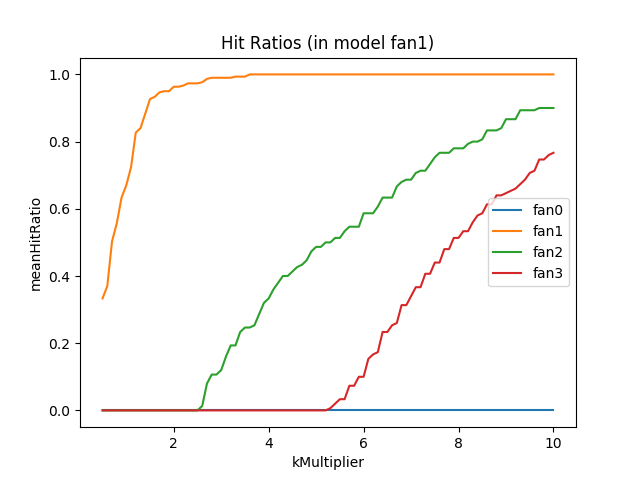 Hit Ratios (in model fan1)
meanHitRatio
1.0
0.8
0.6
0.4
0.2
0.0
fan0
fan1
fan2
fan3
2 4 6 8 10
kMultiplier